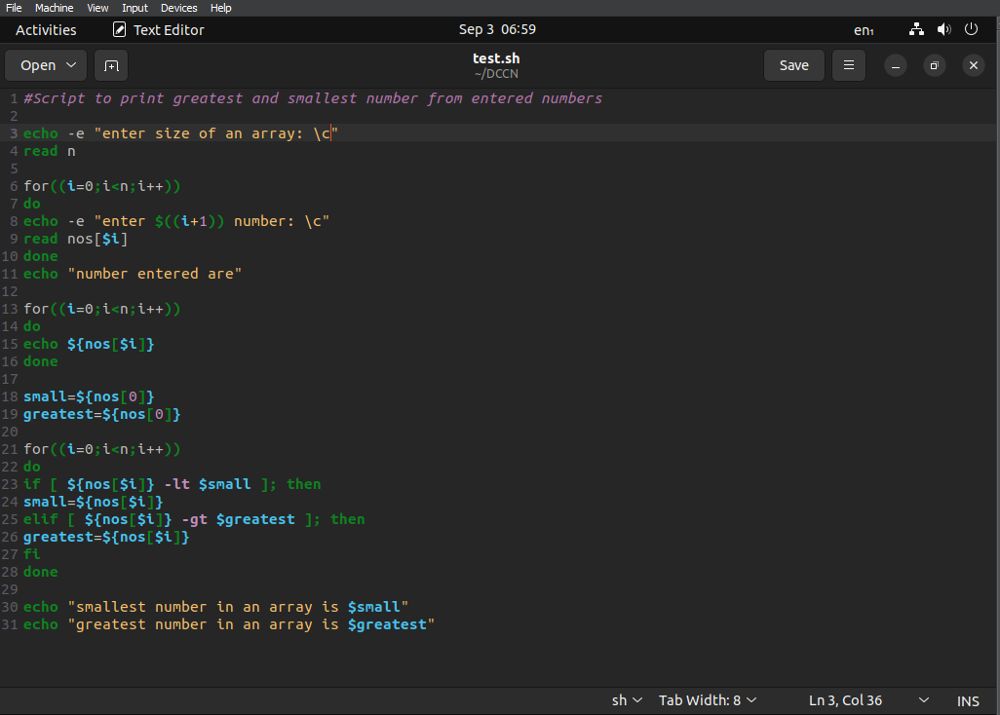 File Machine View Input Devices Help
Activities Text Editor Sep 3 06:59 en₁
Open test.sh Save
~/DCCN
1 #Script to print greatest and smallest number from entered numbers
2
3 echo -e "enter size of an array: \c"
4 read n
5
6 for((i=0;i<n;i++))
7 do
8 echo -e "enter $((i+1)) number: \c"
9 read nos[$i]
10 done
11 echo "number entered are"
12
13 for((i=0;i<n;i++))
14 do
15 echo ${nos[$i]}
16 done
17
18 small=${nos[0]}
19 greatest=${nos[0]}
20
21 for((i=0;i<n;i++))
22 do
23 if [ ${nos[$i]} -lt $small ]; then
24 small=${nos[$i]}
25 elif [ ${nos[$i]} -gt $greatest ]; then
26 greatest=${nos[$i]}
27 fi
28 done
29
30 echo "smallest number in an array is $small"
31 echo "greatest number in an array is $greatest"
sh Tab Width: 8 Ln 3, Col 36 INS